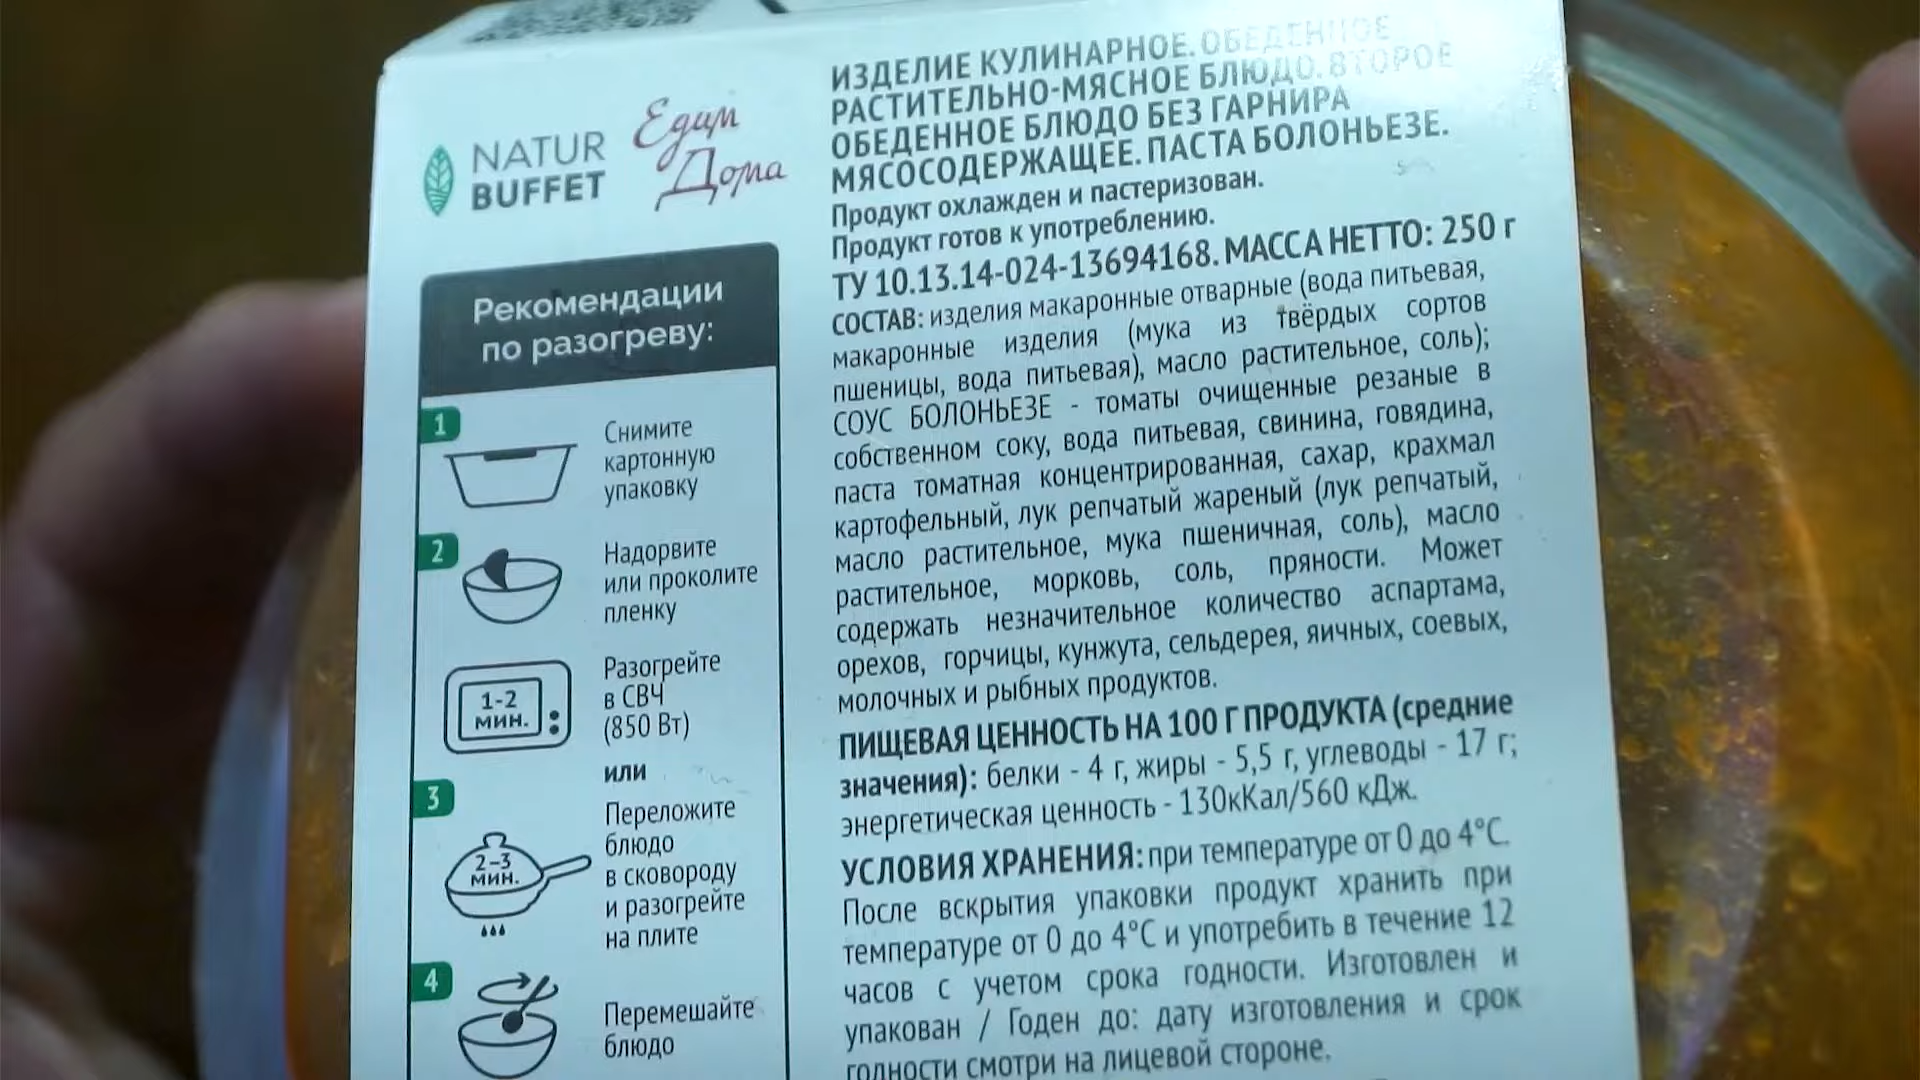 NATUR
BUFFET
Едим
Дома
Рекомендации
по разогреву:
1
Снимите
картонную
упаковку
2
Надорвите
или проколите
пленку
1-2
мин.
Разогрейте
в СВЧ
(850 Вт)
или
3
2-3
мин.
Переложите
блюдо
в сковороду
и разогрейте
на плите
4
Перемешайте
блюдо
ИЗДЕЛИЕ КУЛИНАРНОЕ. ОБЕДЕННОЕ
РАСТИТЕЛЬНО-МЯСНОЕ БЛЮДО. ВТОРОЕ
ОБЕДЕННОЕ БЛЮДО БЕЗ ГАРНИРА
МЯСОСОДЕРЖАЩЕЕ. ПАСТА БОЛОНЬЕЗЕ.
Продукт охлажден и пастеризован.
Продукт готов к употреблению.
ТУ 10.13.14-024-13694168. МАССА НЕТТО: 250 г
СОСТАВ: изделия макаронные отварные (вода питьевая,
макаронные изделия (мука из твёрдых сортов
пшеницы, вода питьевая), масло растительное, соль);
СОУС БОЛОНЬЕЗЕ - томаты очищенные резаные в
собственном соку, вода питьевая, свинина, говядина,
паста томатная концентрированная, сахар, крахмал
картофельный, лук репчатый жареный (лук репчатый,
масло растительное, мука пшеничная, соль), масло
растительное, морковь, соль, пряности. Может
содержать незначительное количество аспартама,
орехов, горчицы, кунжута, сельдерея, яичных, соевых,
молочных и рыбных продуктов.
ПИЩЕВАЯ ЦЕННОСТЬ НА 100 Г ПРОДУКТА (средние
значения): белки - 4 г, жиры - 5,5 г, углеводы - 17 г;
энергетическая ценность - 130кКал/560 кДж.
УСЛОВИЯ ХРАНЕНИЯ: при температуре от 0 до 4°С.
После вскрытия упаковки продукт хранить при
температуре от 0 до 4°С и употребить в течение 12
часов с учетом срока годности. Изготовлен и
упакован / Годен до: дату изготовления и срок
годности смотри на лицевой стороне.